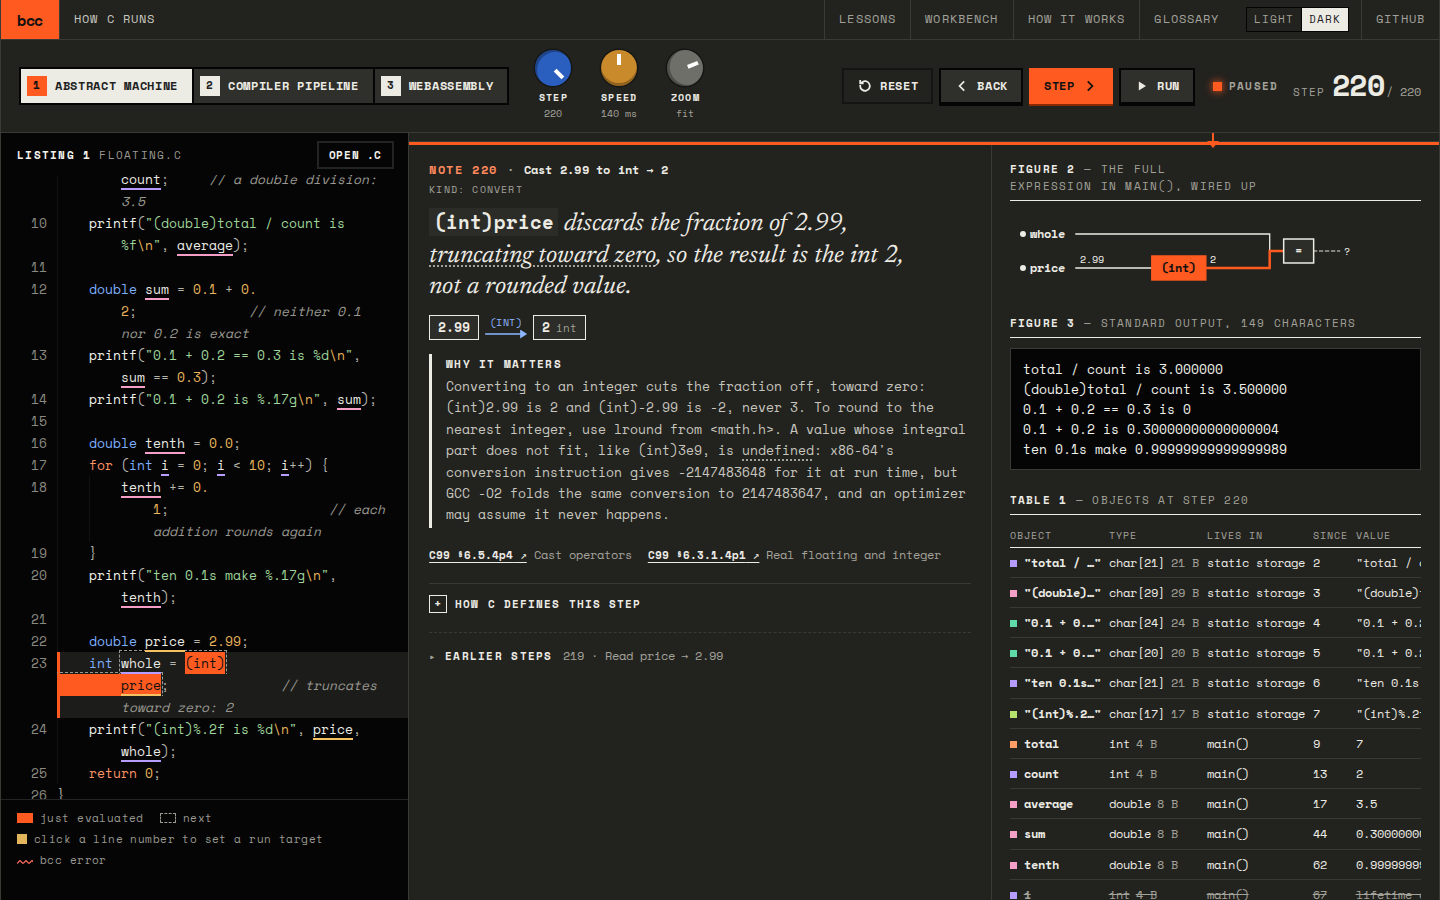 bcc HOW C RUNS LESSONS WORKBENCH HOW IT WORKS GLOSSARY LIGHT DARK GITHUB
1 ABSTRACT MACHINE 2 COMPILER PIPELINE 3 WEBASSEMBLY
STEP 220
SPEED 140 ms
ZOOM fit
RESET BACK STEP RUN PAUSED STEP 220 / 220
LISTING 1 FLOATING.C OPEN .C
count; // a double division:
3.5
10 printf("(double)total / count is
%f\n", average);
11
12 double sum = 0.1 + 0.
2; // neither 0.1
nor 0.2 is exact
13 printf("0.1 + 0.2 == 0.3 is %d\n",
sum == 0.3);
14 printf("0.1 + 0.2 is %.17g\n", sum);
15
16 double tenth = 0.0;
17 for (int i = 0; i < 10; i++) {
18 tenth += 0.
1; // each
addition rounds again
19 }
20 printf("ten 0.1s make %.17g\n",
tenth);
21
22 double price = 2.99;
23 int whole = (int)
price; // truncates
toward zero: 2
24 printf("(int)%.2f is %d\n", price,
whole);
25 return 0;
26 }
just evaluated next
click a line number to set a run target
bcc error
NOTE 220 · Cast 2.99 to int → 2
KIND: CONVERT
(int)price discards the fraction of 2.99,
truncating toward zero, so the result is the int 2,
not a rounded value.
2.99 (INT) 2 int
WHY IT MATTERS
Converting to an integer cuts the fraction off, toward zero:
(int)2.99 is 2 and (int)-2.99 is -2, never 3. To round to the
nearest integer, use lround from <math.h>. A value whose integral
part does not fit, like (int)3e9, is undefined: x86-64's
conversion instruction gives -2147483648 for it at run time, but
GCC -O2 folds the same conversion to 2147483647, and an optimizer
may assume it never happens.
C99 §6.5.4p4 ↗ Cast operators C99 §6.3.1.4p1 ↗ Real floating and integer
+ HOW C DEFINES THIS STEP
▸ EARLIER STEPS 219 · Read price → 2.99
FIGURE 2 — THE FULL
EXPRESSION IN MAIN(), WIRED UP
whole
price 2.99 (int) 2 = ?
FIGURE 3 — STANDARD OUTPUT, 149 CHARACTERS
total / count is 3.000000
(double)total / count is 3.500000
0.1 + 0.2 == 0.3 is 0
0.1 + 0.2 is 0.30000000000000004
ten 0.1s make 0.99999999999999989
TABLE 1 — OBJECTS AT STEP 220
OBJECT TYPE LIVES IN SINCE VALUE
"total / …" char[21] 21 B static storage 2 "total /
"(double)…" char[29] 29 B static storage 3 "(double)
"0.1 + 0.…" char[24] 24 B static storage 4 "0.1 + 0.
"0.1 + 0.…" char[20] 20 B static storage 5 "0.1 + 0.
"ten 0.1s…" char[21] 21 B static storage 6 "ten 0.1s
"(int)%.2…" char[17] 17 B static storage 7 "(int)%.2
total int 4 B main() 9 7
count int 4 B main() 13 2
average double 8 B main() 17 3.5
sum double 8 B main() 44 0.3000000
tenth double 8 B main() 62 0.9999999
i int 4 B main() 67 lifetime